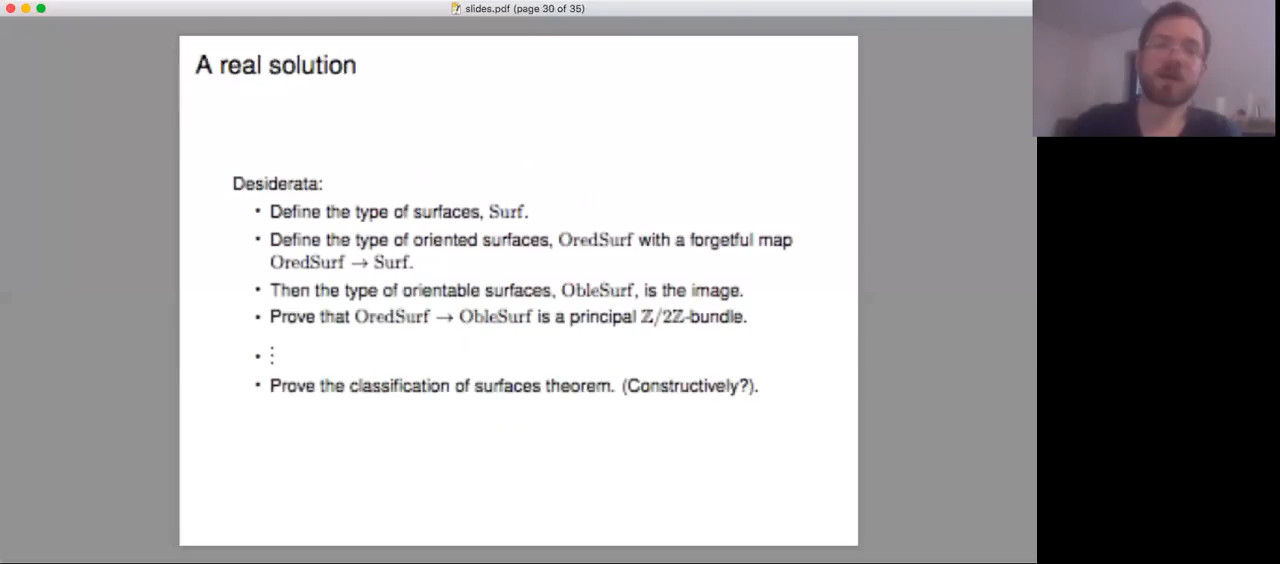 slides.pdf (page 30 of 35)
A real solution
Desiderata:
• Define the type of surfaces, Surf.
• Define the type of oriented surfaces, OredSurf with a forgetful map
OredSurf → Surf.
• Then the type of orientable surfaces, ObleSurf, is the image.
• Prove that OredSurf → ObleSurf is a principal ℤ/2ℤ-bundle.
• ⋮
• Prove the classification of surfaces theorem. (Constructively?).